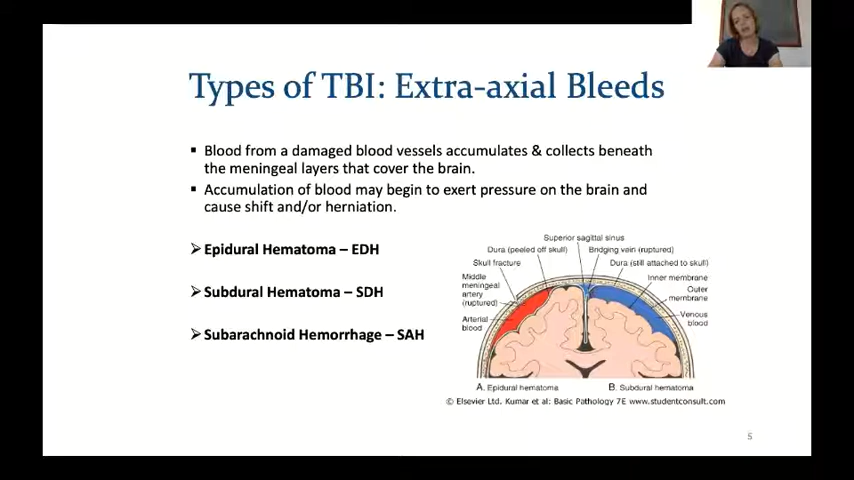 Types of TBI: Extra-axial Bleeds
▪ Blood from a damaged blood vessels accumulates & collects beneath
the meningeal layers that cover the brain.
▪ Accumulation of blood may begin to exert pressure on the brain and
cause shift and/or herniation.
➢ Epidural Hematoma – EDH
➢ Subdural Hematoma – SDH
➢ Subarachnoid Hemorrhage – SAH
Superior sagittal sinus
Dura (peeled off skull)
Bridging vein (ruptured)
Skull fracture
Dura (still attached to skull)
Middle
meningeal
artery
(ruptured)
Inner membrane
Outer
membrane
Arterial
blood
Venous
blood
A. Epidural hematome
B. Subdural hematoma
© Elsevier Ltd. Kumar et al: Basic Pathology 7E www.studentconsult.com
5